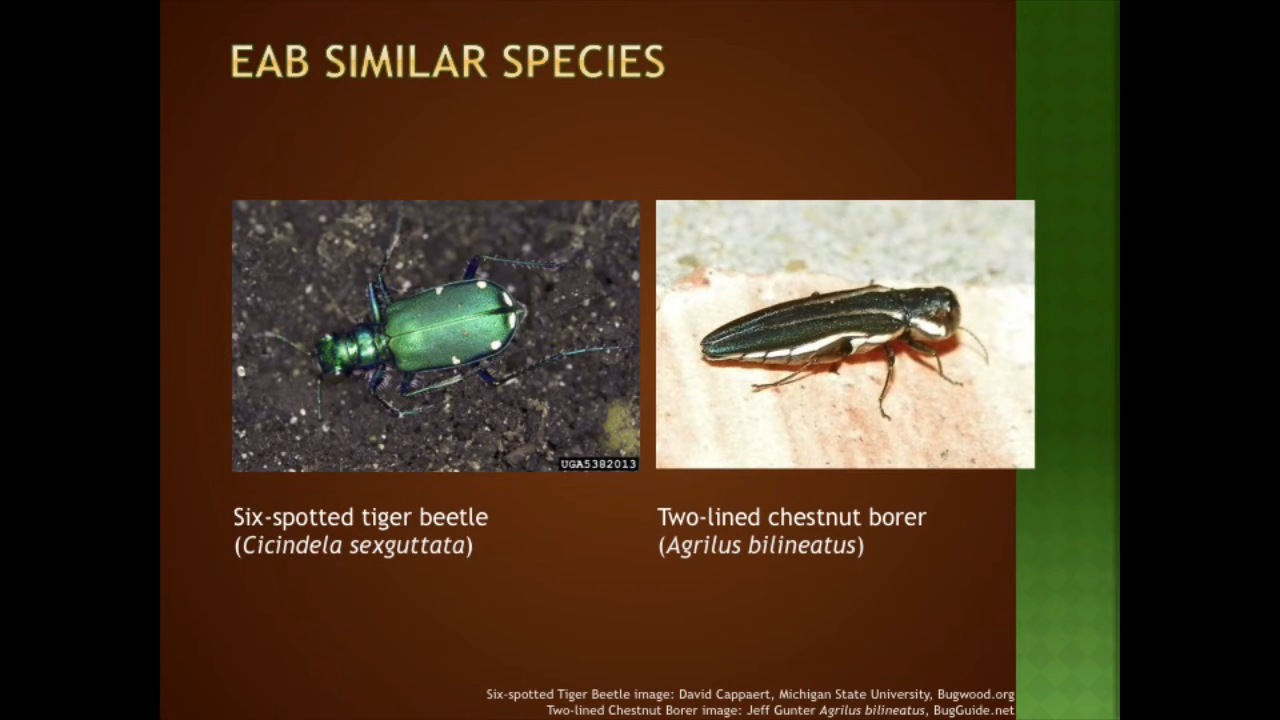 EAB SIMILAR SPECIES
UGA5382013
Six-spotted tiger beetle
(Cicindela sexguttata)
Two-lined chestnut borer
(Agrilus bilineatus)
Six-spotted Tiger Beetle image: David Cappaert, Michigan State University, Bugwood.org
Two-lined Chestnut Borer image: Jeff Gunter Agrilus bilineatus, BugGuide.net